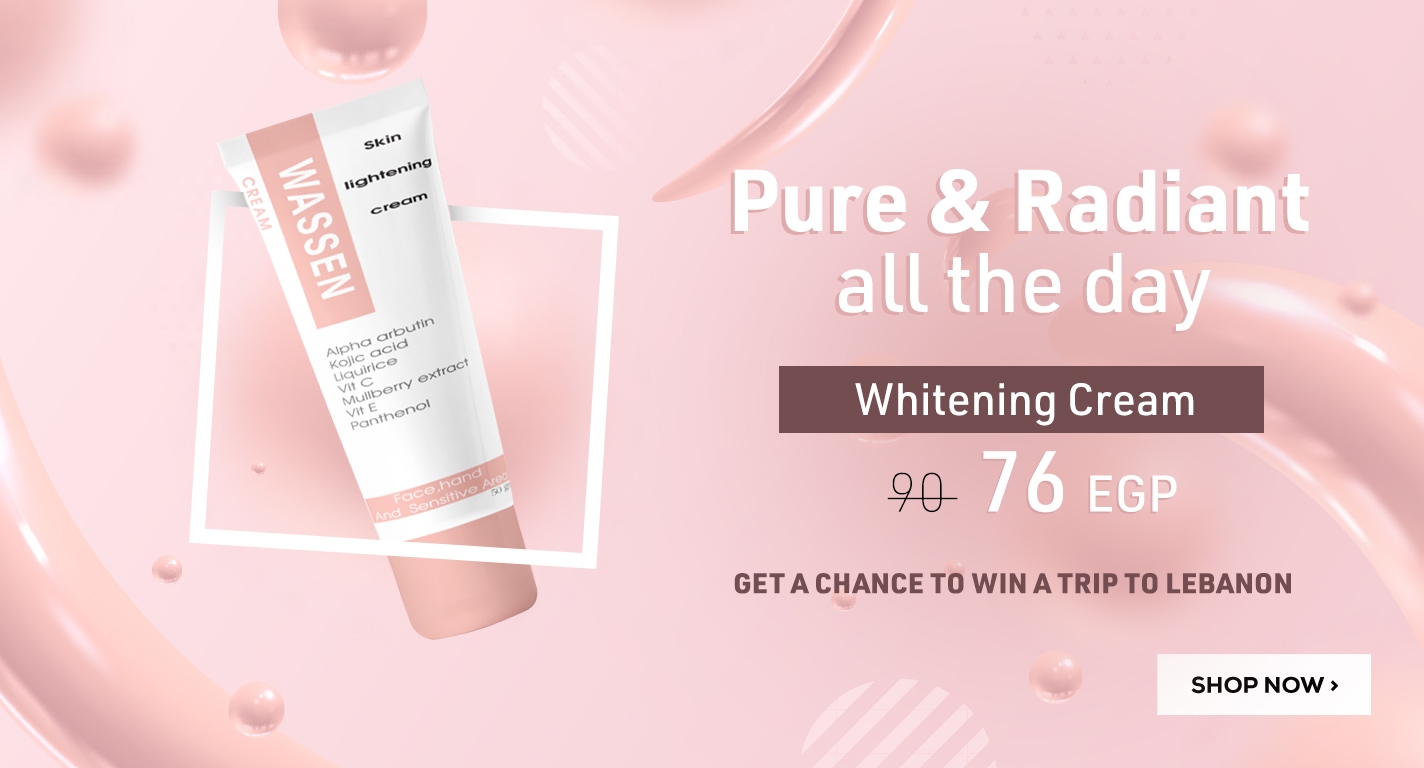 Skin
lightening
cream
WASSEN
CREAM
Alpha arbutin
Kojic acid
Liquirice
Vit C
Mullberry extract
Vit E
Panthenol
Face,hand
And Sensitive Area
50 g
Pure & Radiant
all the day
Whitening Cream
90 76 EGP
GET A CHANCE TO WIN A TRIP TO LEBANON
SHOP NOW ›